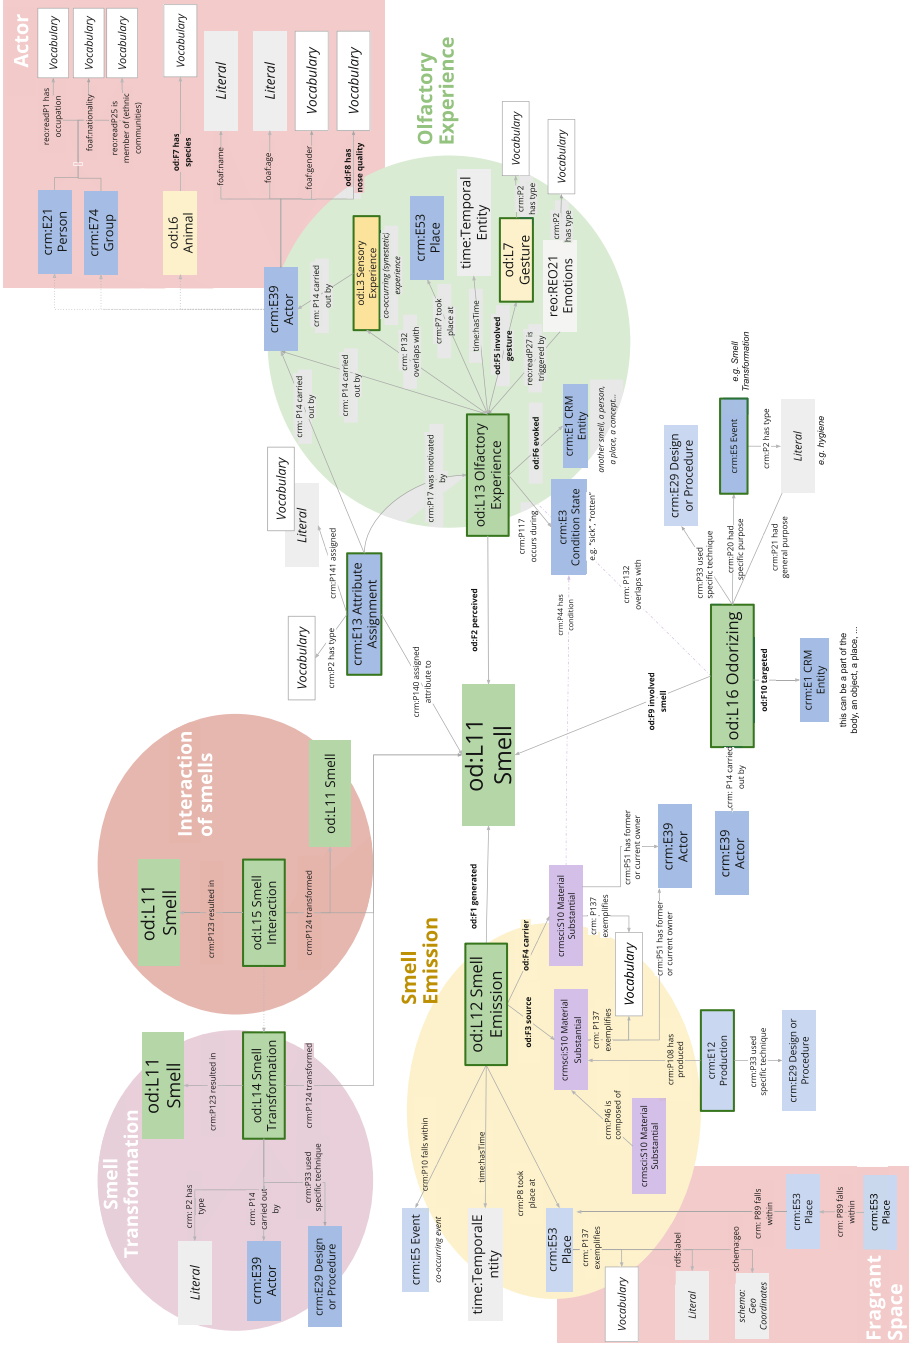 Smell
Transformation
od:L11
Smell
crm:P123 resulted in
od:L14 Smell
Transformation
crm:P124 transformed
crm: P2 has
type
Literal
crm: P14
carried out
by
crm:E39
Actor
crm:P33 used
specific technique
crm:E29 Design
or Procedure
Interaction
of smells
od:L11
Smell
crm:P123 resulted in
od:L15 Smell
Interaction
crm:P124 transformed
od:L11 Smell
Smell
Emission
od:L12 Smell
Emission
od:F1 generated
od:F4 carrier
od:F3 source
crm:P10 falls within
crm:E5 Event
co-occurring event
time:hasTime
time:TemporalE
ntity
crm:P8 took
place at
crm:E53
Place
crmsci:S10 Material
Substantial
crmsci:S10 Material
Substantial
crmsci:S10 Material
Substantial
crm: P137
exemplifies
crm: P137
exemplifies
Vocabulary
crm:P46 is
composed of
crm:P108 has
produced
crm:E12
Production
crm:P33 used
specific technique
crm:E29 Design or
Procedure
crm:P51 has former
or current owner
crm:P51 has former
or current owner
crm:E39
Actor
Fragrant
Space
crm: P137
exemplifies
Vocabulary
rdfs:label
Literal
schema:geo
schema:
Geo
Coordinates
crm: P89 falls
within
crm:E53
Place
crm: P89 falls
within
crm:E53
Place
od:L11
Smell
od:F2 perceived
crm:P44 has
condition
od:F9 involved
smell
crm:P140 assigned
attribute to
crm:E13 Attribute
Assignment
crm:P2 has type
Vocabulary
crm:P141 assigned
Literal
Vocabulary
crm: P14 carried
out by
crm:P17 was motivated
by
od:L16 Odorizing
crm: P14 carried
out by
crm:E39
Actor
od:F10 targeted
crm:E1 CRM
Entity
this can be a part of the
body, an object, a place, ...
crm: P132
overlaps with
crm:P33 used
specific technique
crm:E29 Design
or Procedure
crm:P20 had
specific purpose
crm:E5 Event
e.g. Smell
Transformation
crm:P2 has type
crm:P21 had
general purpose
Literal
e.g. hygiene
Olfactory
Experience
od:L13 Olfactory
Experience
crm:P117
occurs during
crm:E3
Condition State
e.g. "sick", "rotten"
od:F6 evoked
crm:E1 CRM
Entity
another smell, a person,
a place, a concept...
crm: P14 carried
out by
crm: P132
overlaps with
od:L3 Sensory
Experience
co-occurring (synestetic)
experience
crm: P14 carried
out by
crm:P7 took
place at
crm:E53
Place
time:hasTime
time:Temporal
Entity
od:F5 involved
gesture
od:L7
Gesture
crm:P2
has type
Vocabulary
reo:readP27 is
triggered by
reo:REO21
Emotions
crm:P2
has type
Vocabulary
Actor
crm:E39
Actor
crm:E21
Person
crm:E74
Group
od:L6
Animal
reo:readP1 has
occupation
Vocabulary
foaf:nationality
Vocabulary
reo:readP25 is
member of (ethnic
communities)
Vocabulary
od:F7 has
species
Vocabulary
foaf:name
Literal
foaf:age
Literal
foaf:gender
Vocabulary
od:F8 has
nose quality
Vocabulary